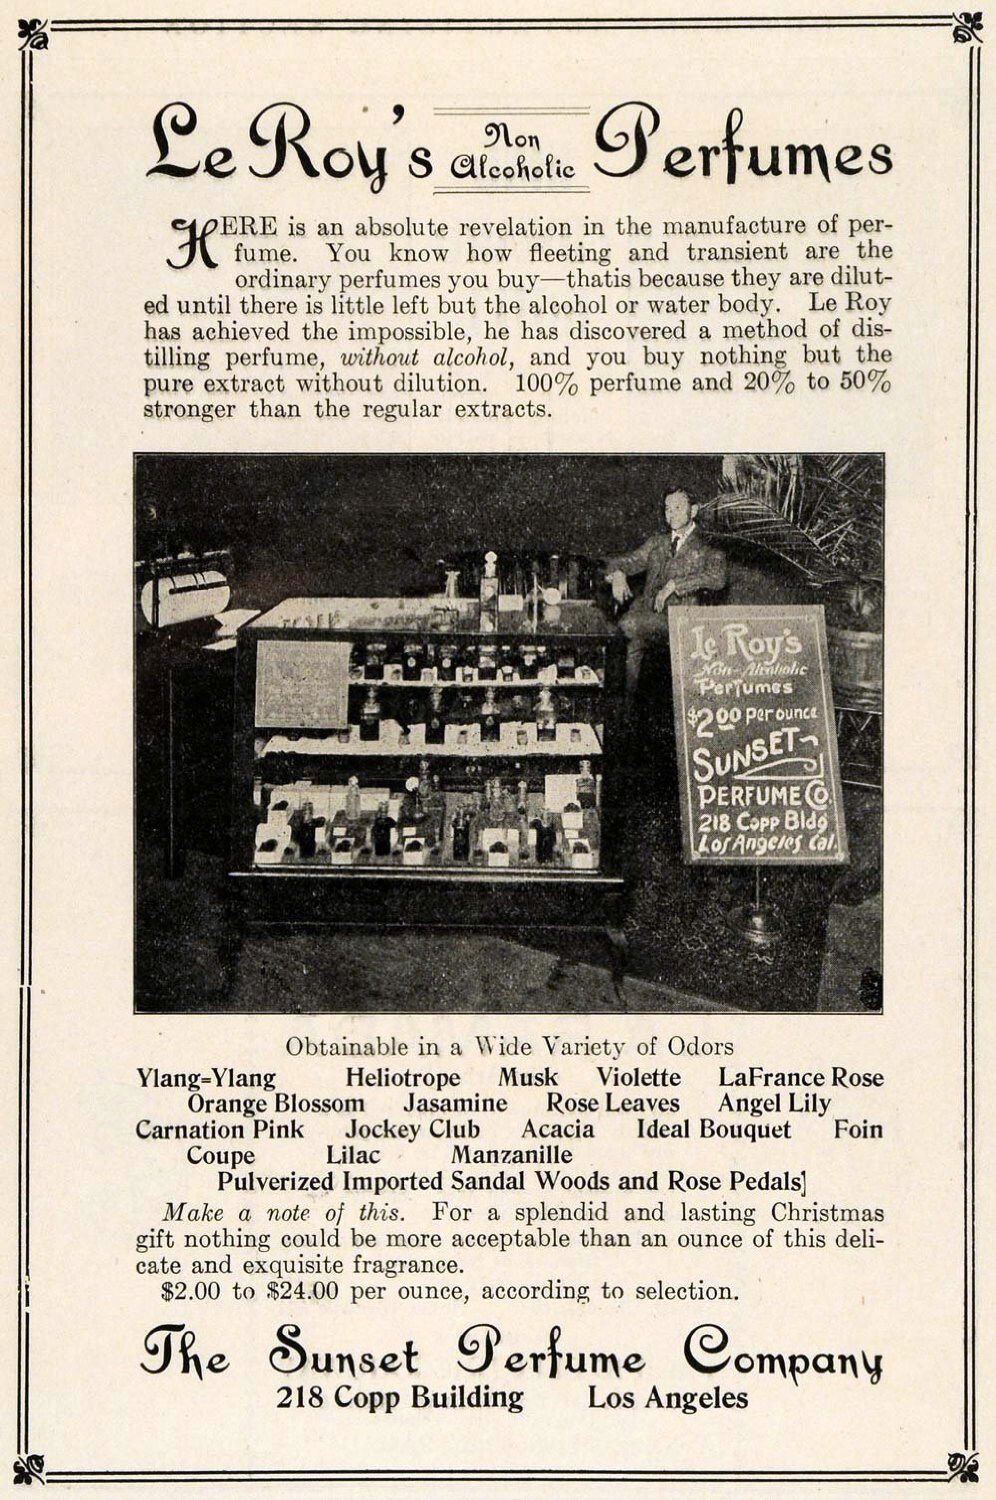 Le Roy's Non Alcoholic Perfumes
HERE is an absolute revelation in the manufacture of per-
fume. You know how fleeting and transient are the
ordinary perfumes you buy—thatis because they are dilut-
ed until there is little left but the alcohol or water body. Le Roy
has achieved the impossible, he has discovered a method of dis-
tilling perfume, without alcohol, and you buy nothing but the
pure extract without dilution. 100% perfume and 20% to 50%
stronger than the regular extracts.
Le Roy's
Non-Alcoholic
Perfumes
$2.00 Per ounce
SUNSET
PERFUME Co.
218 Copp Bldg
Los Angeles Cal.
Obtainable in a Wide Variety of Odors
Ylang=Ylang Heliotrope Musk Violette LaFrance Rose
Orange Blossom Jasamine Rose Leaves Angel Lily
Carnation Pink Jockey Club Acacia Ideal Bouquet Foin
Coupe Lilac Manzanille
Pulverized Imported Sandal Woods and Rose Pedals]
Make a note of this. For a splendid and lasting Christmas
gift nothing could be more acceptable than an ounce of this deli-
cate and exquisite fragrance.
$2.00 to $24.00 per ounce, according to selection.
The Sunset Perfume Company
218 Copp Building Los Angeles